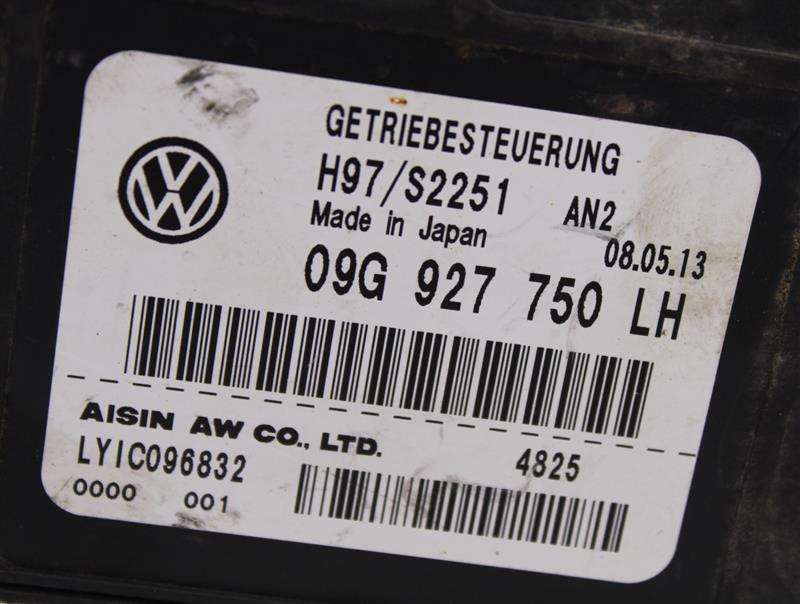 GETRIEBESTEUERUNG
H97/S2251 AN2
Made in Japan 08.05.13
09G 927 750 LH
AISIN AW CO., LTD.
LYIC096832 4825
0000 001